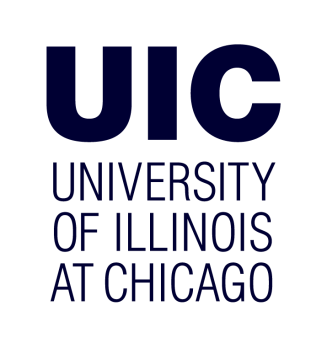 UIC
UNIVERSITY
OF ILLINOIS
AT CHICAGO